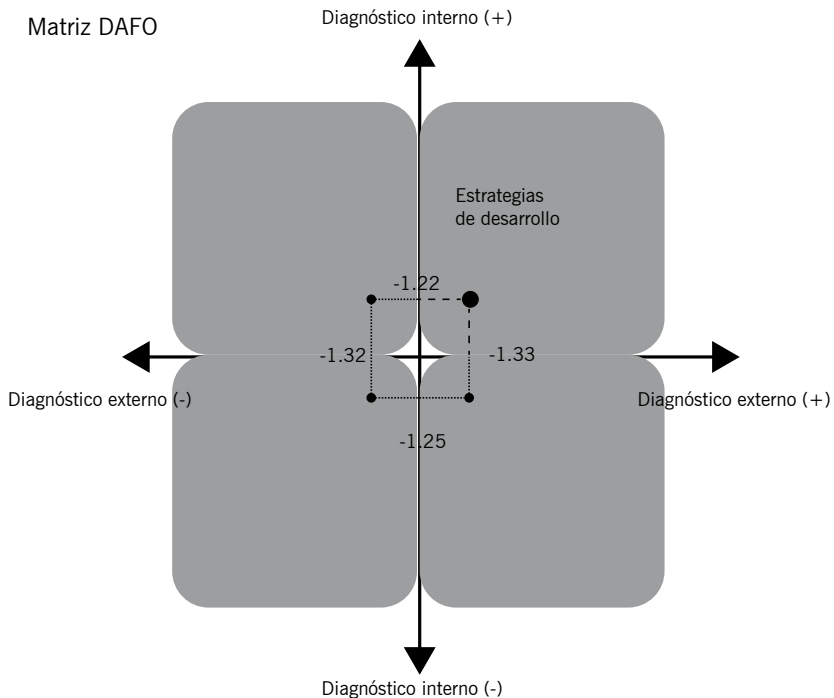 Diagnóstico interno (+)
Matriz DAFO
Estrategias
de desarrollo
-1.22
-1.32
-1.33
Diagnóstico externo (-)
Diagnóstico externo (+)
-1.25
Diagnóstico interno (-)